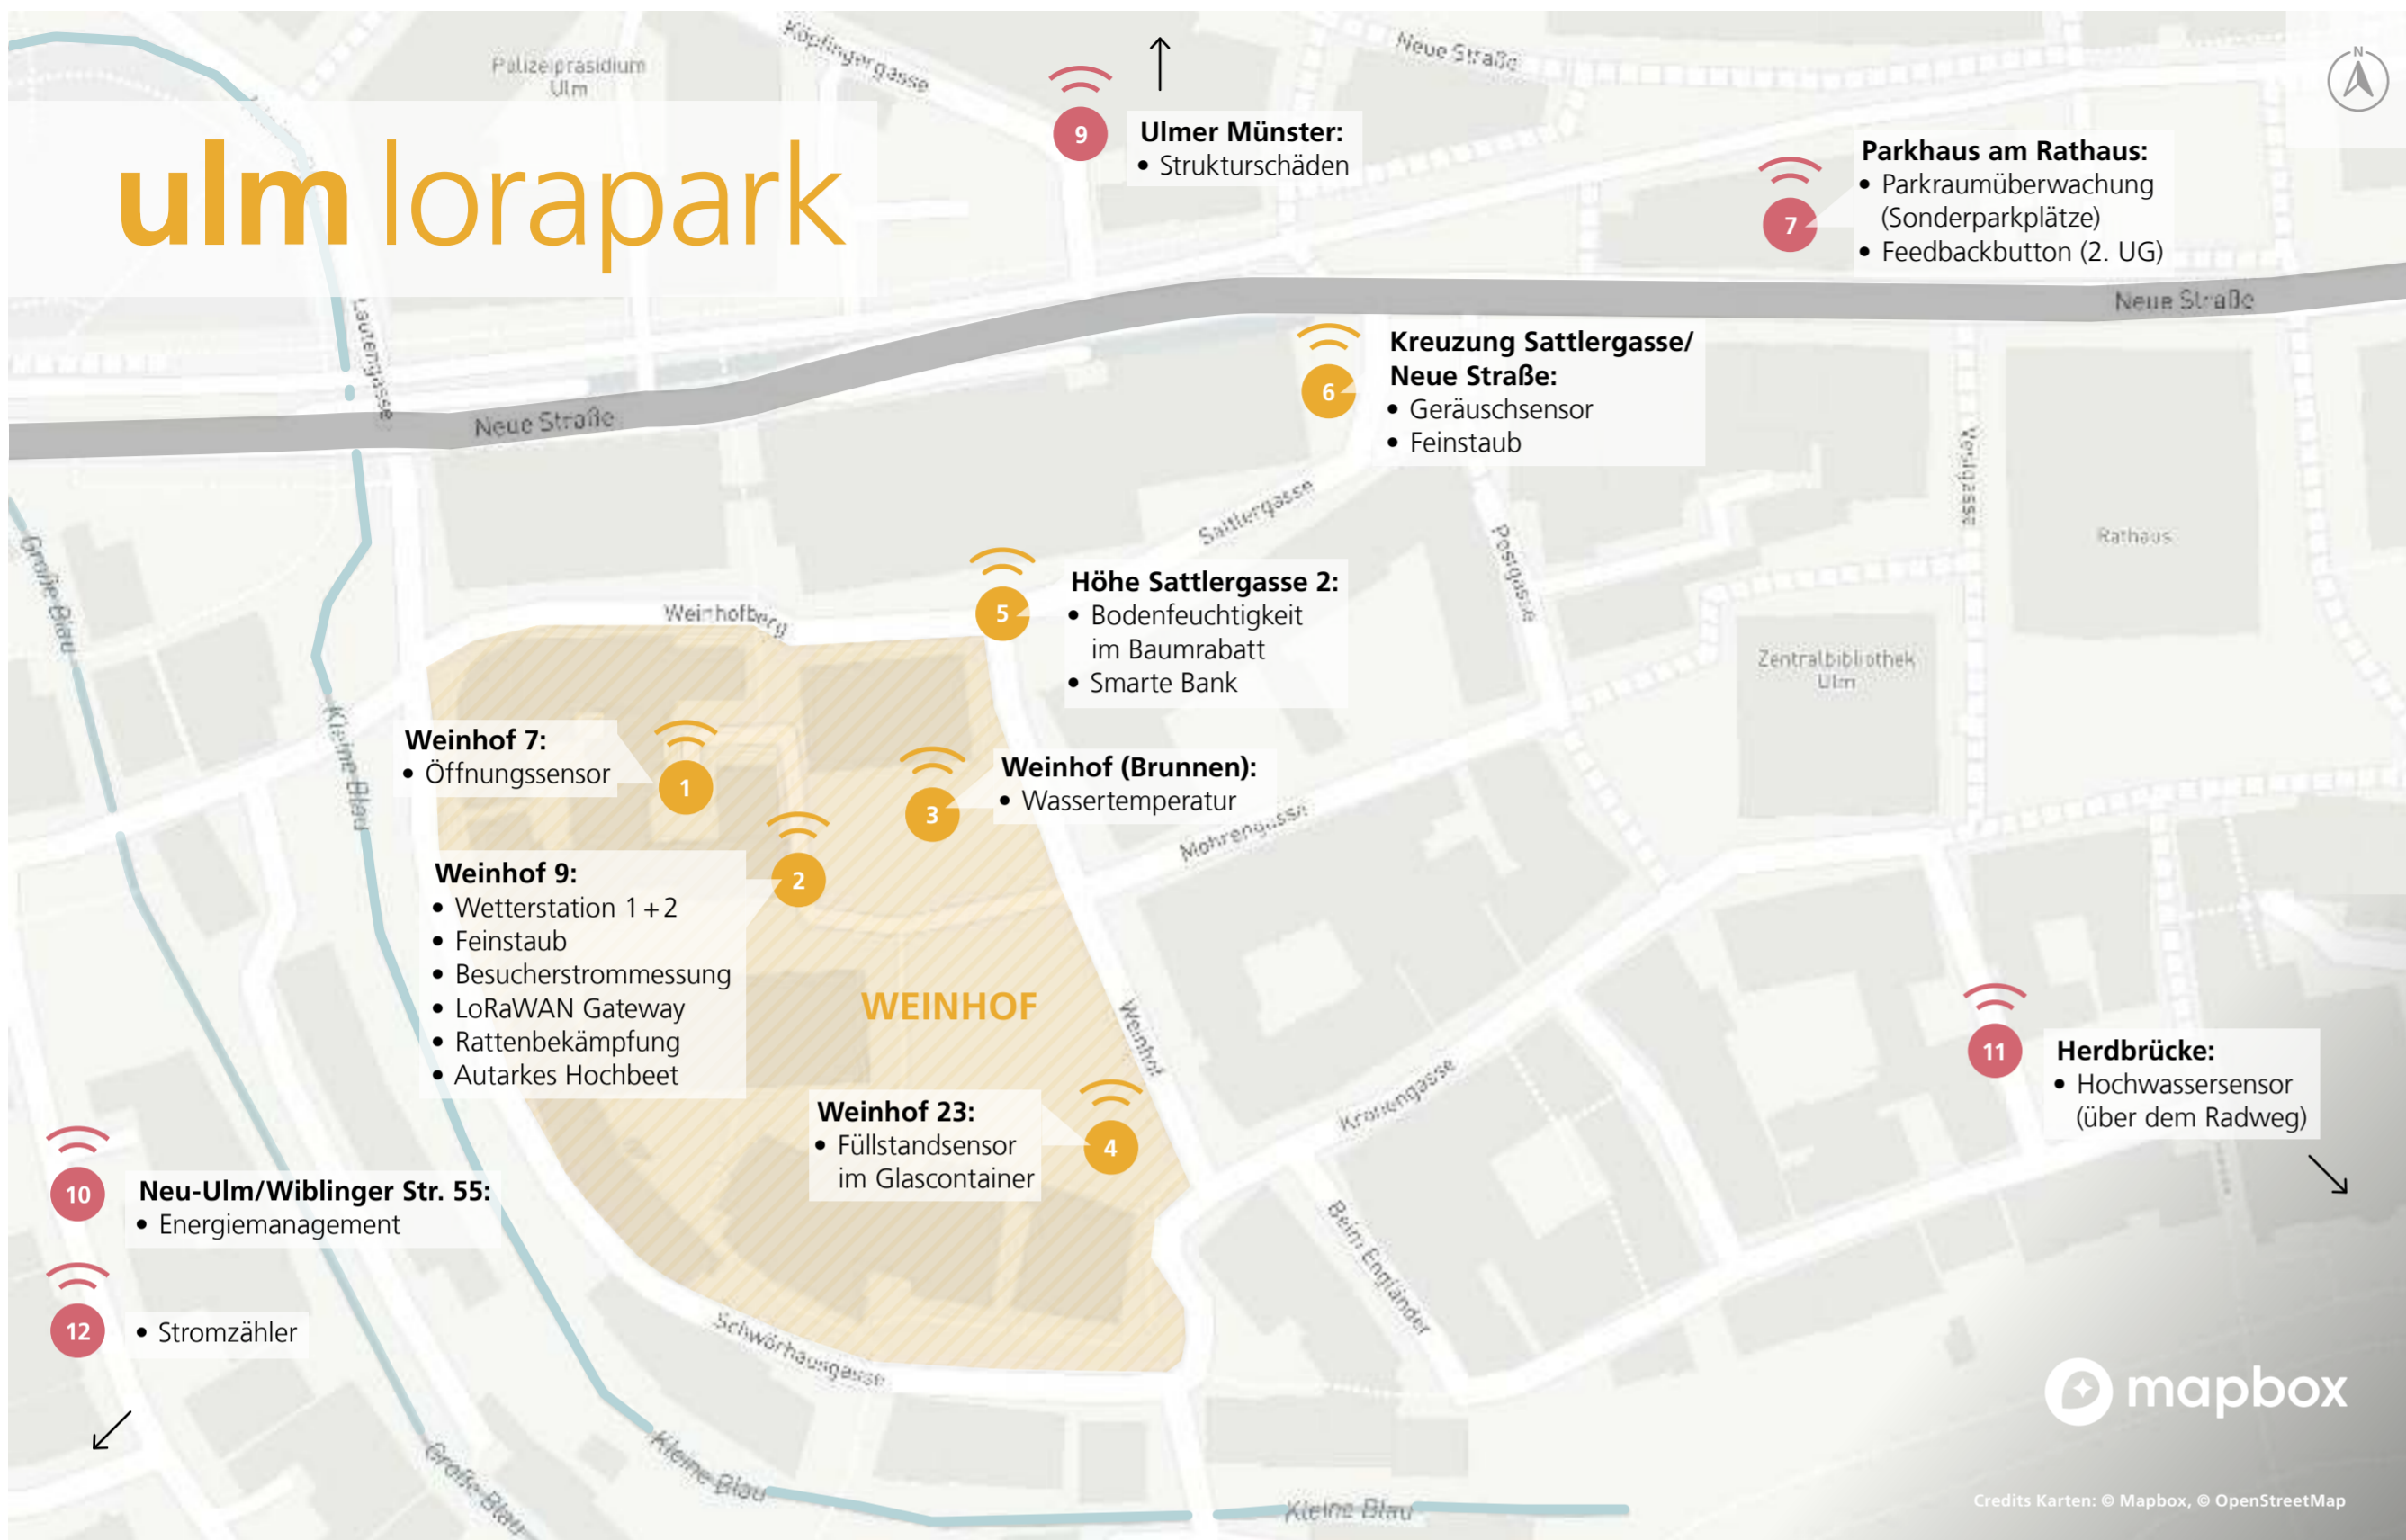 Polizeipräsidium
Ulm
Köpfingergasse
Neue Straße
N
ulm lorapark
9
Ulmer Münster:
• Strukturschäden
7
Parkhaus am Rathaus:
• Parkraumüberwachung
(Sonderparkplätze)
• Feedbackbutton (2. UG)
Neue Straße
Lautengasse
Neue Straße
6
Kreuzung Sattlergasse/
Neue Straße:
• Geräuschsensor
• Feinstaub
Sattlergasse
Postgasse
Rathaus
Große Blau
Weinhofberg
5
Höhe Sattlergasse 2:
• Bodenfeuchtigkeit
im Baumrabatt
• Smarte Bank
Zentralbibliothek
Ulm
Kleine Blau
Weinhof 7:
• Öffnungssensor
1
3
Weinhof (Brunnen):
• Wassertemperatur
Mohrengasse
2
Weinhof 9:
• Wetterstation 1 + 2
• Feinstaub
• Besucherstrommessung
• LoRaWAN Gateway
• Rattenbekämpfung
• Autarkes Hochbeet
WEINHOF
Weinhof
Kronengasse
11
Herdbrücke:
• Hochwassersensor
(über dem Radweg)
Weinhof 23:
• Füllstandsensor
im Glascontainer
4
10
Neu-Ulm/Wiblinger Str. 55:
• Energiemanagement
12
• Stromzähler
Beim Engländer
Schwörhausgasse
mapbox
Große Blau
Kleine Blau
Kleine Blau
Credits Karten: © Mapbox, © OpenStreetMap